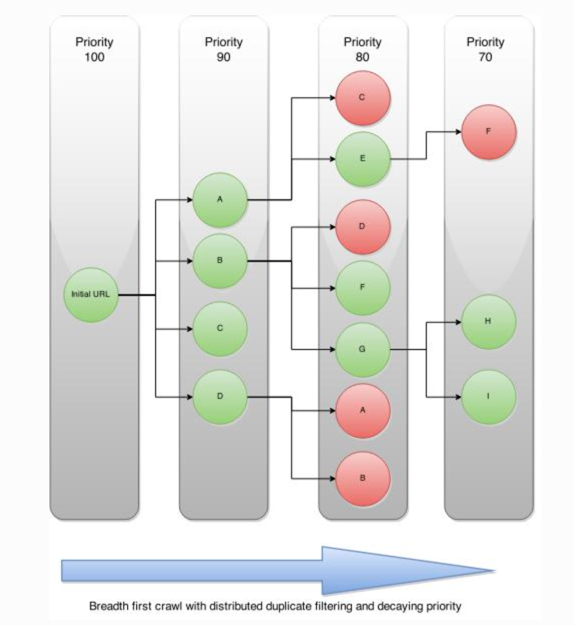 Priority
100
Priority
90
Priority
80
Priority
70
Initial URL
A
B
C
D
C
E
D
F
G
A
B
F
H
I
Breadth first crawl with distributed duplicate filtering and decaying priority